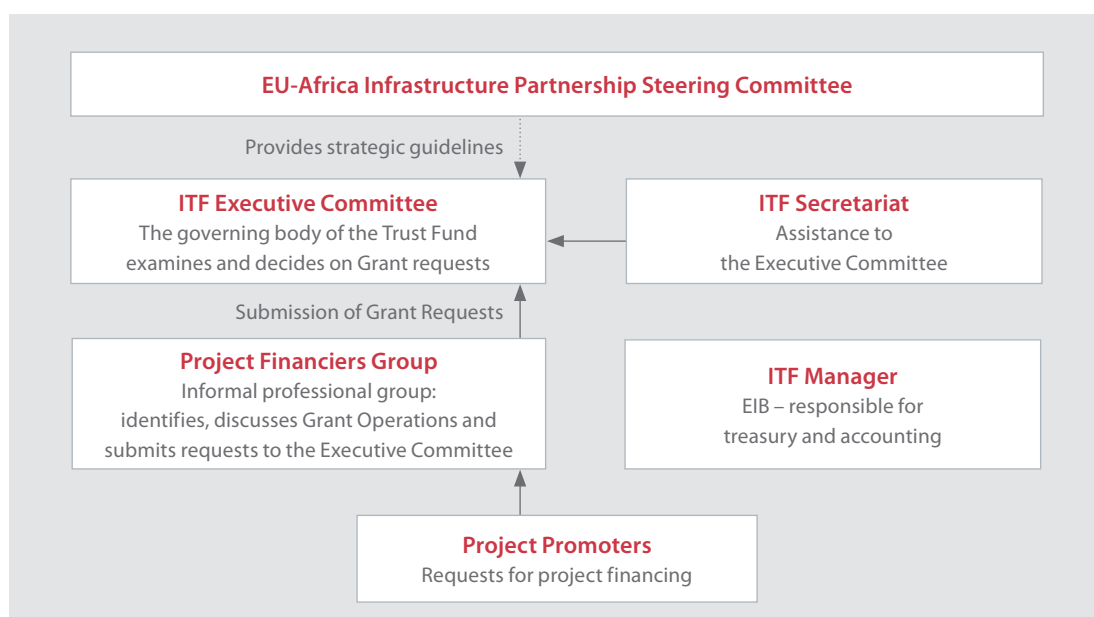 EU-Africa Infrastructure Partnership Steering Committee
Provides strategic guidelines
ITF Executive Committee
The governing body of the Trust Fund
examines and decides on Grant requests
ITF Secretariat
Assistance to
the Executive Committee
Submission of Grant Requests
Project Financiers Group
Informal professional group:
identifies, discusses Grant Operations and
submits requests to the Executive Committee
ITF Manager
EIB – responsible for
treasury and accounting
Project Promoters
Requests for project financing